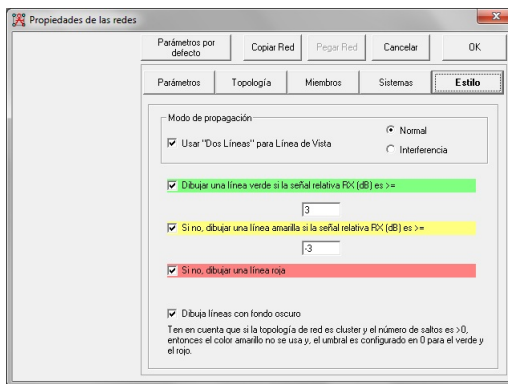 Propiedades de las redes
Parámetros por
defecto
Copiar Red
Pegar Red
Cancelar
OK
Parámetros
Topología
Miembros
Sistemas
Estilo
Modo de propagación
Usar "Dos Líneas" para Línea de Vista
Normal
Interferencia
Dibujar una línea verde si la señal relativa RX (dB) es >=
3
Si no, dibujar una línea amarilla si la señal relativa RX (dB) es >=
-3
Si no, dibujar una línea roja
Dibuja líneas con fondo oscuro
Ten en cuenta que si la topología de red es cluster y el número de saltos es >0,
entonces el color amarillo no se usa y, el umbral es configurado en 0 para el verde y
el rojo.